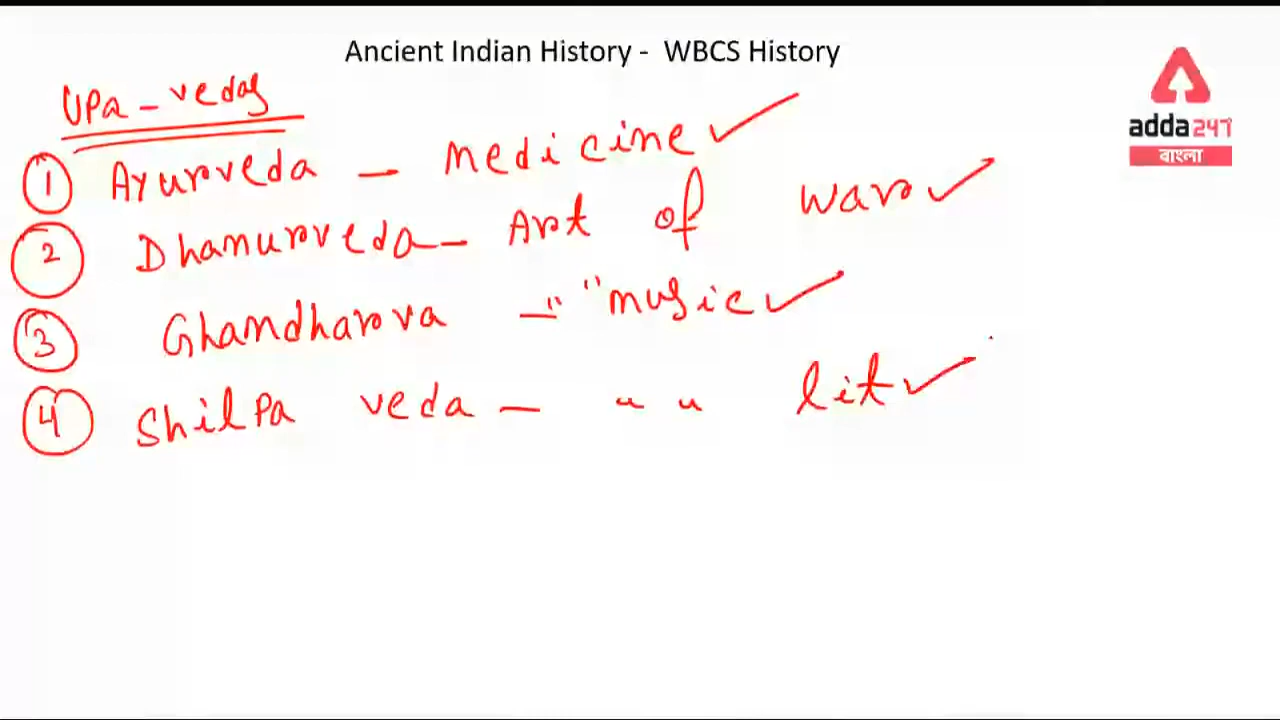 Ancient Indian History - WBCS History
adda247
বাংলা
UPa - vedas
1 Ayurveda - Medicine
2 Dhanurveda - Art of war
3 Ghandharva - " " music
4 Shilpa veda - " " lit